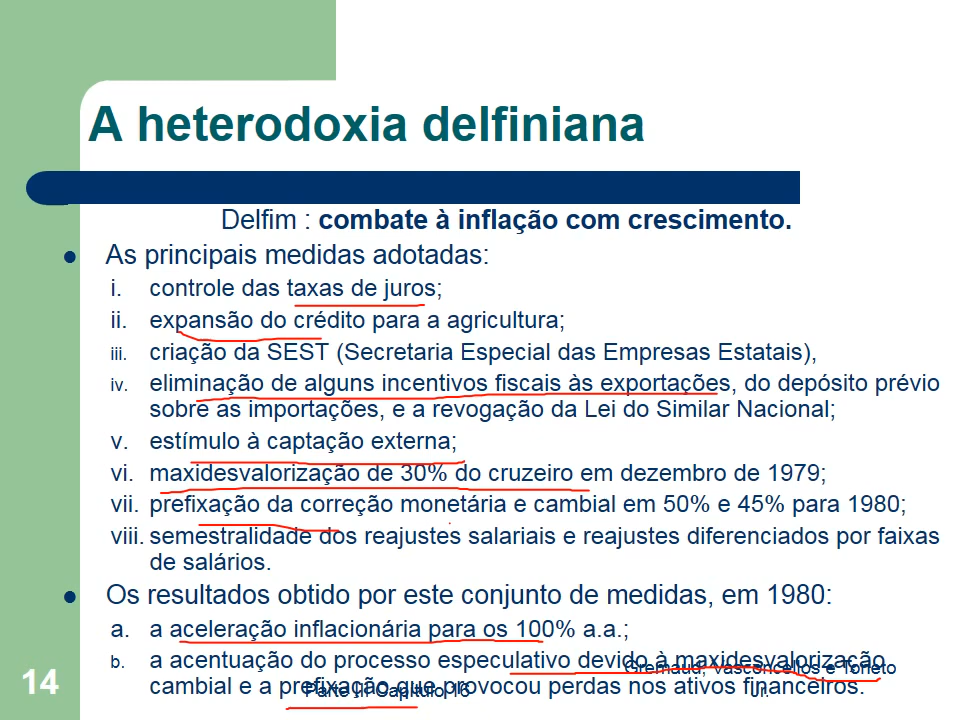 A heterodoxia delfiniana
Delfim : combate à inflação com crescimento.
As principais medidas adotadas:
i. controle das taxas de juros;
ii. expansão do crédito para a agricultura;
iii. criação da SEST (Secretaria Especial das Empresas Estatais),
iv. eliminação de alguns incentivos fiscais às exportações, do depósito prévio
sobre as importações, e a revogação da Lei do Similar Nacional;
v. estímulo à captação externa;
vi. maxidesvalorização de 30% do cruzeiro em dezembro de 1979;
vii. prefixação da correção monetária e cambial em 50% e 45% para 1980;
viii. semestralidade dos reajustes salariais e reajustes diferenciados por faixas
de salários.
Os resultados obtido por este conjunto de medidas, em 1980:
a. a aceleração inflacionária para os 100% a.a.;
b. a acentuação do processo especulativo devido à maxidesvalorização
cambial e a prefixação que provocou perdas nos ativos financeiros.
14
Parte III Capítulo 16
Gremaud, Vasconcellos e Toneto
Jr.